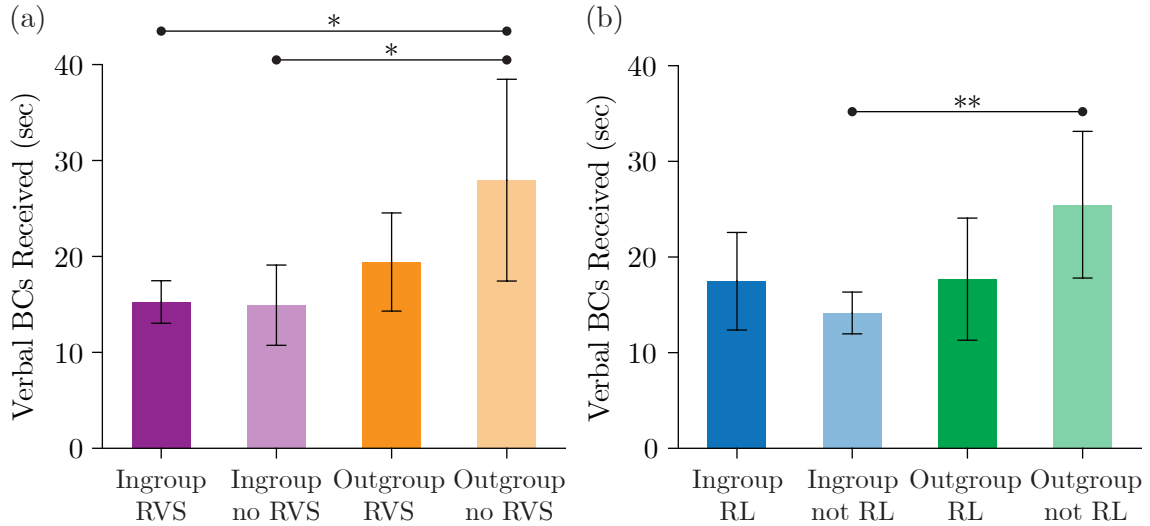 (a)
*
*
Verbal BCs Received (sec)
40
30
20
10
0
Ingroup
RVS
Ingroup
no RVS
Outgroup
RVS
Outgroup
no RVS
(b)
**
Verbal BCs Received (sec)
40
30
20
10
0
Ingroup
RL
Ingroup
not RL
Outgroup
RL
Outgroup
not RL